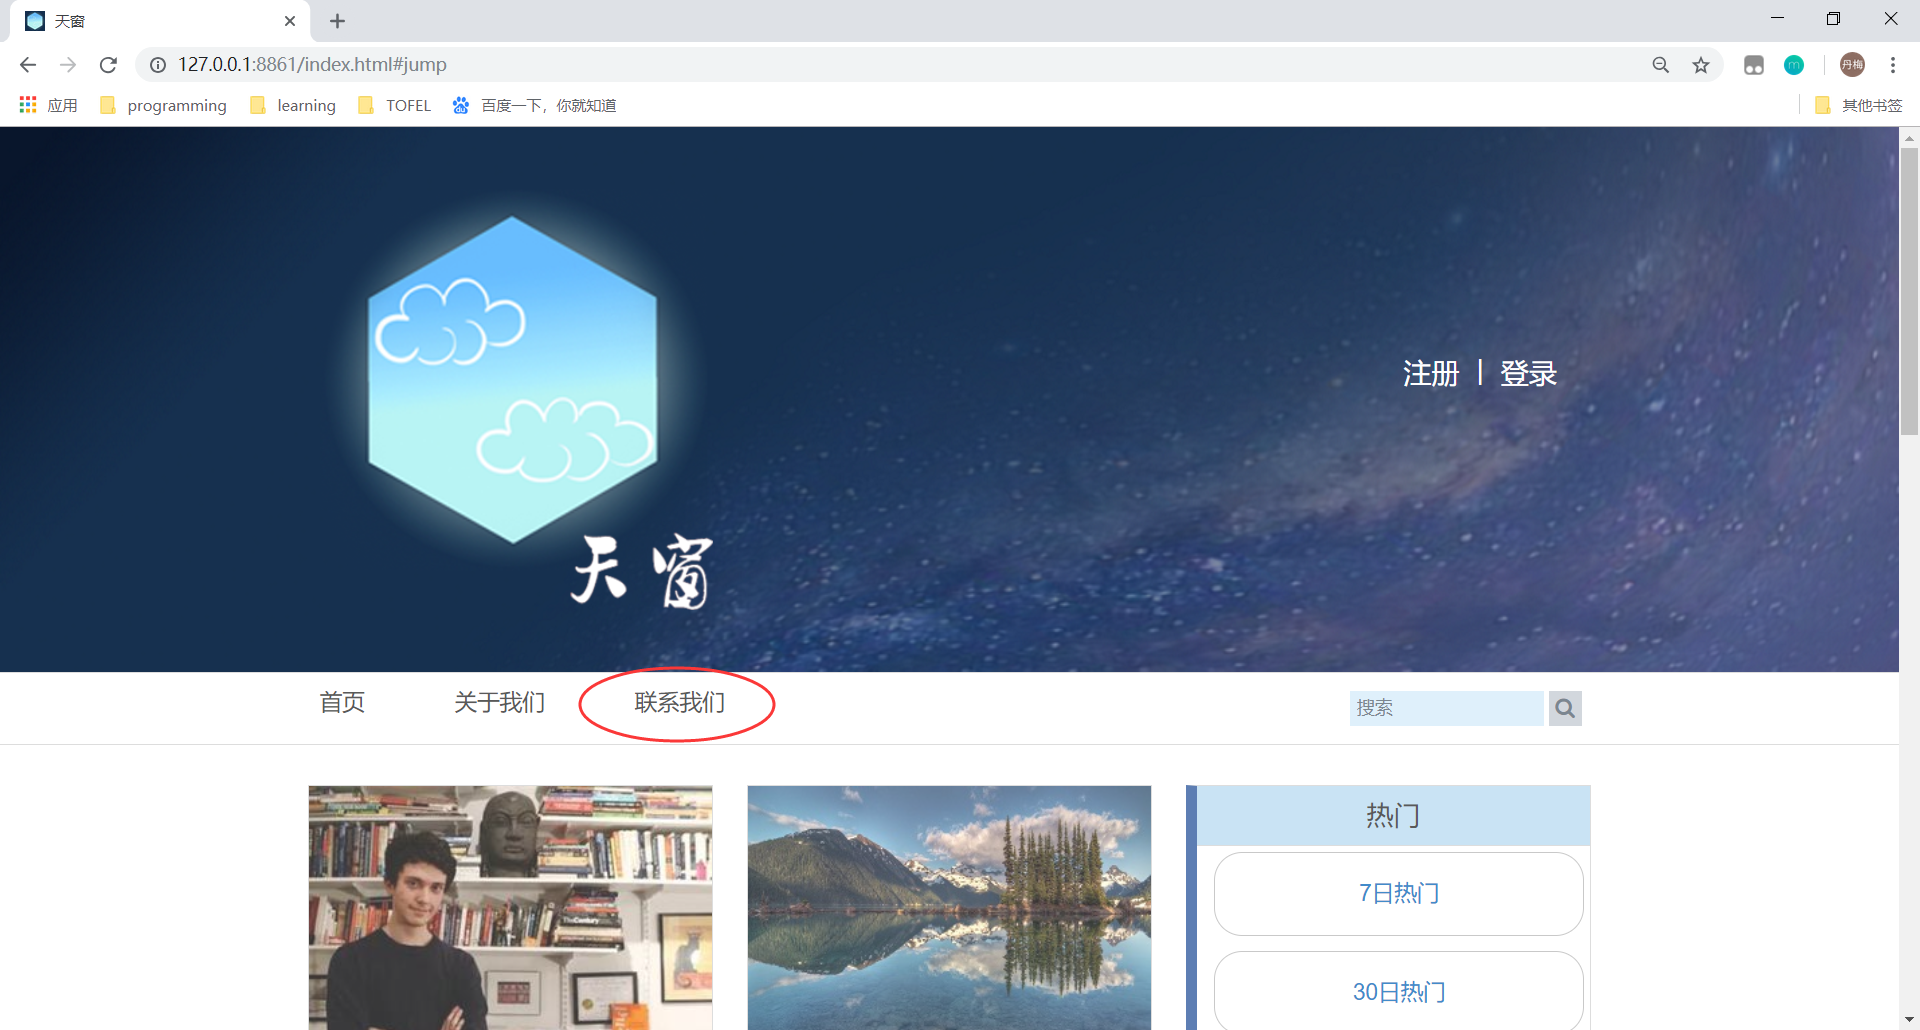 天窗
127.0.0.1:8861/index.html#jump
丹梅
应用 programming learning TOFEL 百度一下，你就知道 其他书签
注册 | 登录
天窗
首页 关于我们 联系我们 搜索
热门
7日热门
30日热门